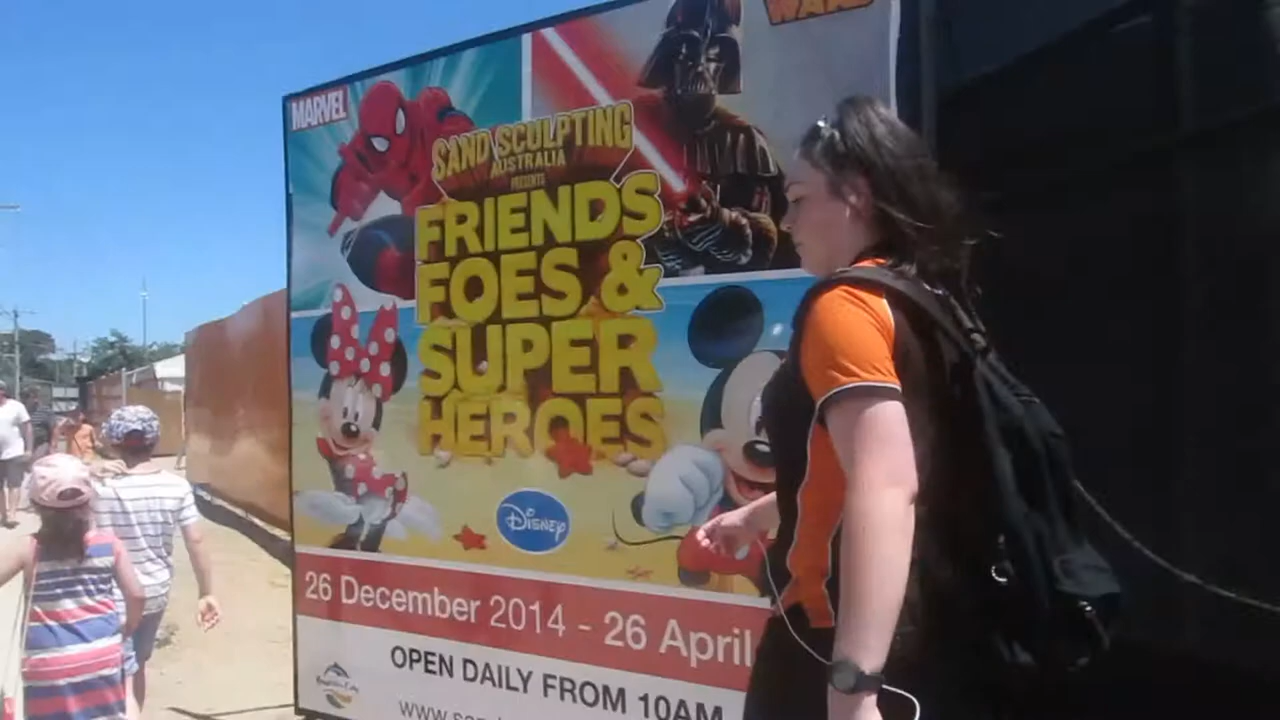 MARVEL
WARS
SAND SCULPTING
AUSTRALIA
PRESENTS
FRIENDS
FOES &
SUPER
HEROES
Disney
26 December 2014 - 26 April
OPEN DAILY FROM 10AM